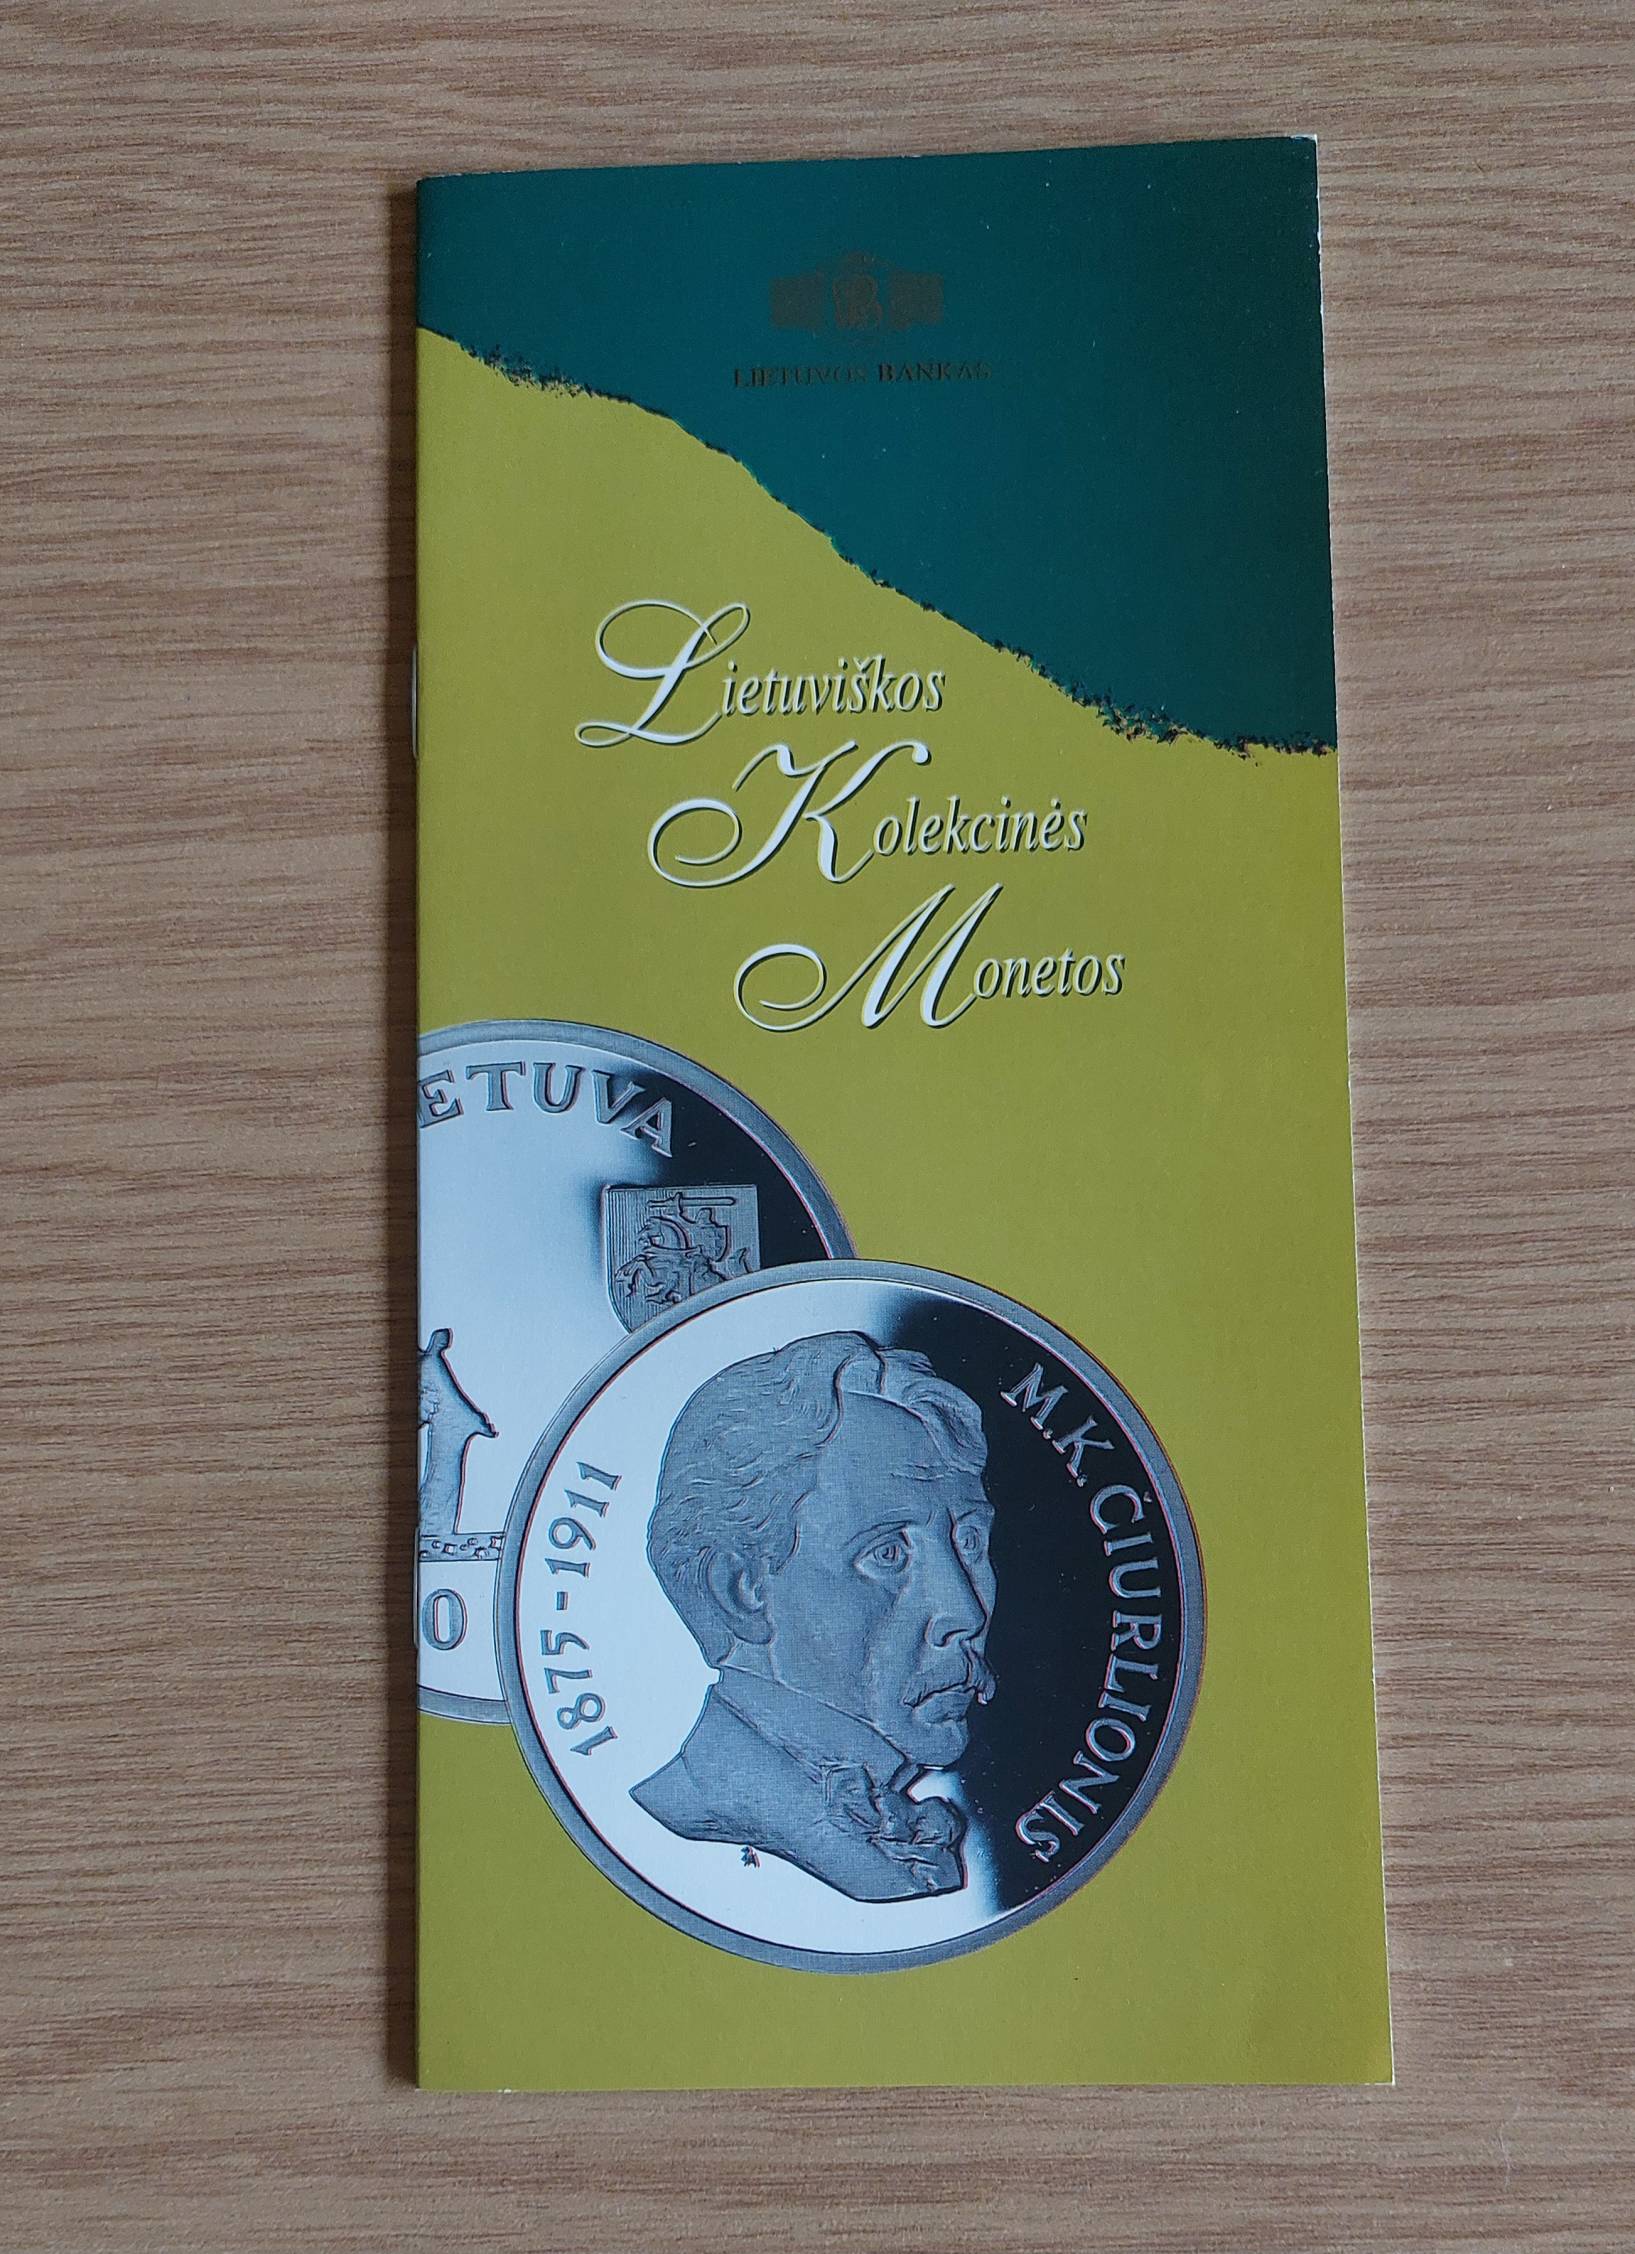 LIETUVOS BANKAS
Lietuviškos
Kolekcinės
Monetos
ETUVA
0
1875-1911
M.K. ČIURLIONIS